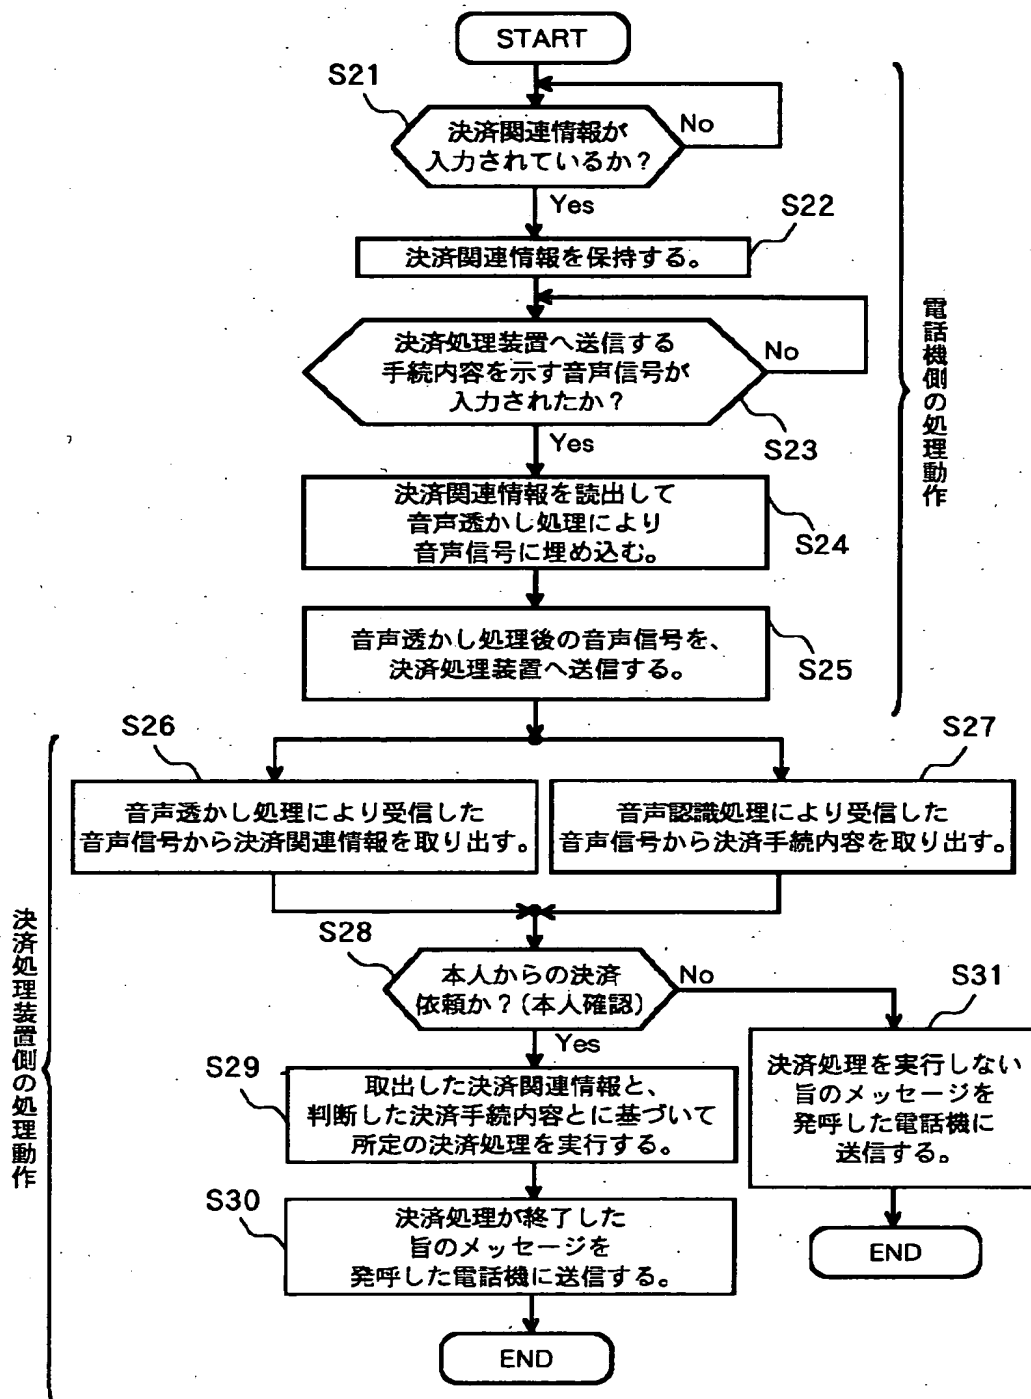 START
S21
決済関連情報が
入力されているか？
No
Yes
S22
決済関連情報を保持する。
決済処理装置へ送信する
手続内容を示す音声信号が
入力されたか？
No
S23
Yes
決済関連情報を読出して
音声透かし処理により
音声信号に埋め込む。
S24
音声透かし処理後の音声信号を、
決済処理装置へ送信する。
S25
電話機側の処理動作
S26
音声透かし処理により受信した
音声信号から決済関連情報を取り出す。
S27
音声認識処理により受信した
音声信号から決済手続内容を取り出す。
S28
本人からの決済
依頼か？（本人確認）
No
Yes
S29
取出した決済関連情報と、
判断した決済手続内容とに基づいて
所定の決済処理を実行する。
S30
決済処理が終了した
旨のメッセージを
発呼した電話機に送信する。
END
S31
決済処理を実行しない
旨のメッセージを
発呼した電話機に
送信する。
END
決済処理装置側の処理動作